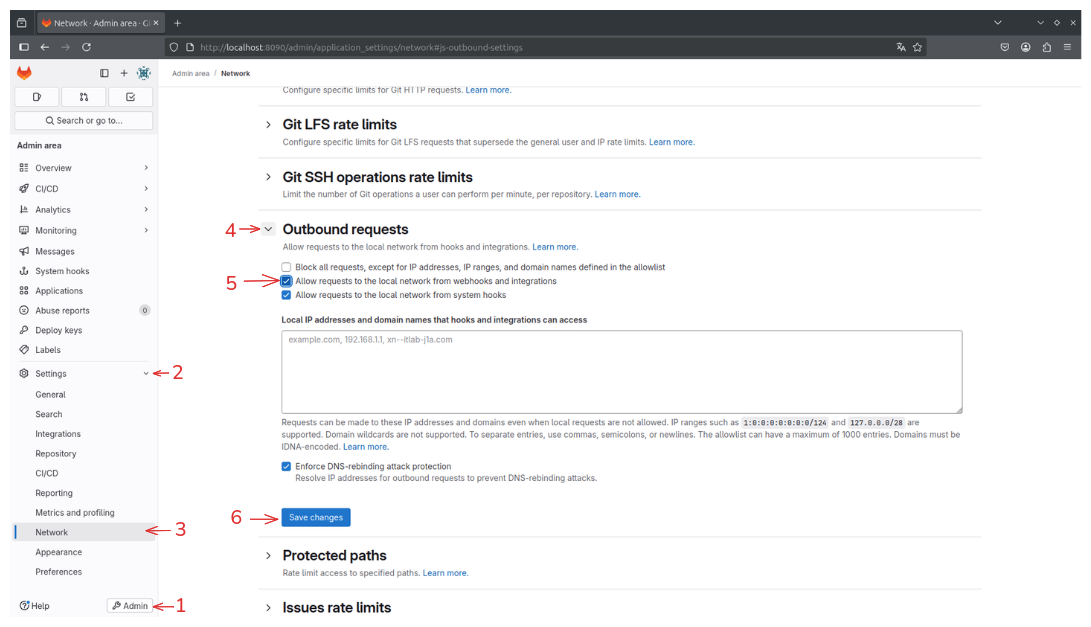 Network · Admin area · Gi
http://localhost:8090/admin/application_settings/network#js-outbound-settings
Admin area / Network
Search or go to...
Admin area
Overview
CI/CD
Analytics
Monitoring
Messages
System hooks
Applications
Abuse reports 0
Deploy keys
Labels
Settings
2
General
Search
Integrations
Repository
CI/CD
Reporting
Metrics and profiling
Network
3
Appearance
Preferences
Help
Admin
1
Configure specific limits for Git HTTP requests. Learn more.
Git LFS rate limits
Configure specific limits for Git LFS requests that supersede the general user and IP rate limits. Learn more.
Git SSH operations rate limits
Limit the number of Git operations a user can perform per minute, per repository. Learn more.
4
Outbound requests
Allow requests to the local network from hooks and integrations. Learn more.
Block all requests, except for IP addresses, IP ranges, and domain names defined in the allowlist
5
Allow requests to the local network from webhooks and integrations
Allow requests to the local network from system hooks
Local IP addresses and domain names that hooks and integrations can access
example.com, 192.168.1.1, xn--itlab-j1a.com
Requests can be made to these IP addresses and domains even when local requests are not allowed. IP ranges such as 1:0:0:0:0:0:0:0/124 and 127.0.0.0/28 are
supported. Domain wildcards are not supported. To separate entries, use commas, semicolons, or newlines. The allowlist can have a maximum of 1000 entries. Domains must be
IDNA-encoded. Learn more.
Enforce DNS-rebinding attack protection
Resolve IP addresses for outbound requests to prevent DNS-rebinding attacks.
6
Save changes
Protected paths
Rate limit access to specified paths. Learn more.
Issues rate limits